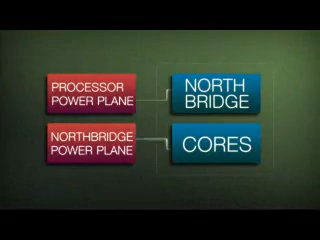 PROCESSOR
POWER PLANE
NORTH
BRIDGE
NORTHBRIDGE
POWER PLANE
CORES